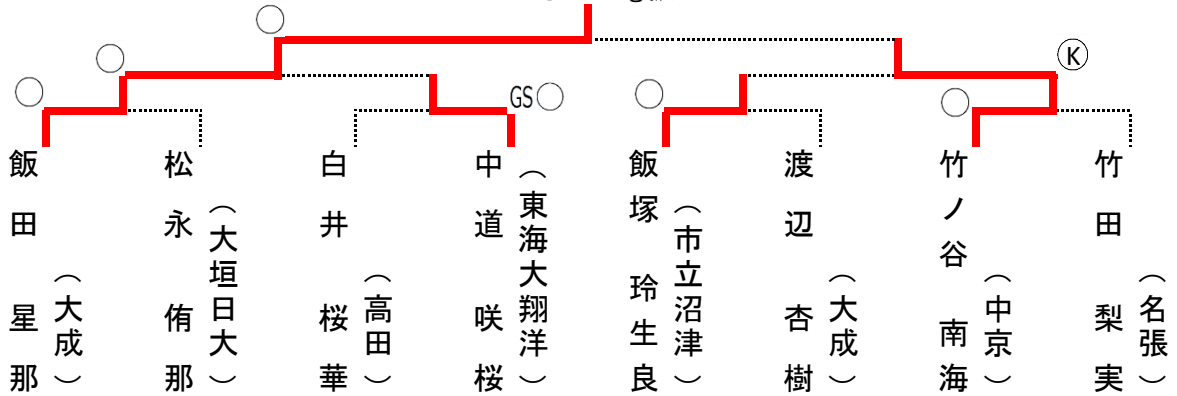 K
GS
飯田 星那 (大成)
松永 侑那 (大垣日大)
白井 桜華 (高田)
中道 咲桜 (東海大翔洋)
飯塚 玲生良 (市立沼津)
渡辺 杏樹 (大成)
竹ノ谷 南海 (中京)
竹田 梨実 (名張)